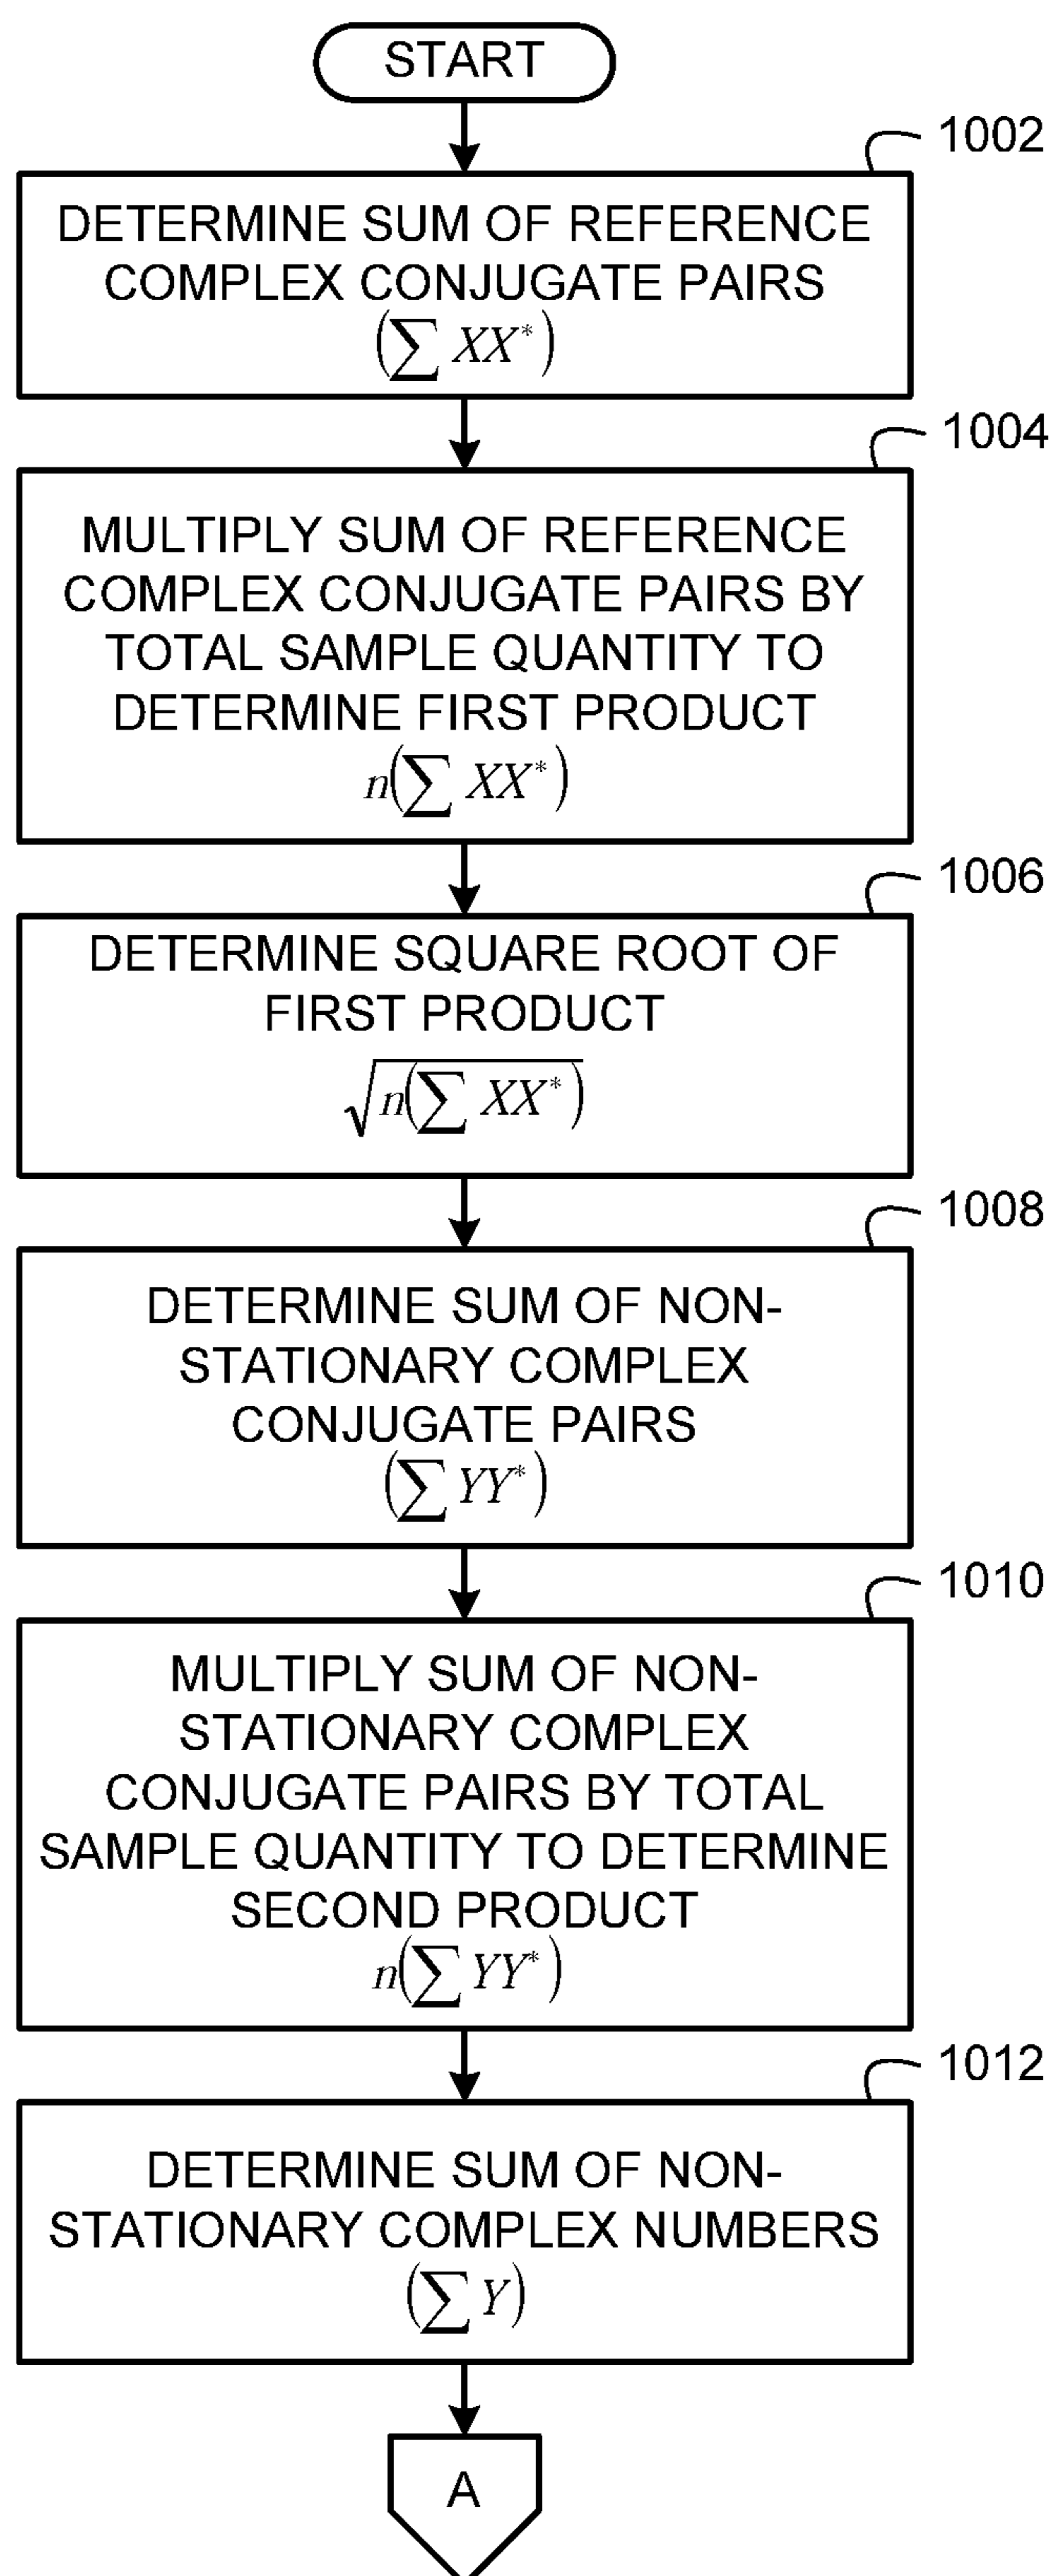 START
1002
DETERMINE SUM OF REFERENCE
COMPLEX CONJUGATE PAIRS
(∑ XX*)
1004
MULTIPLY SUM OF REFERENCE
COMPLEX CONJUGATE PAIRS BY
TOTAL SAMPLE QUANTITY TO
DETERMINE FIRST PRODUCT
n(∑ XX*)
1006
DETERMINE SQUARE ROOT OF
FIRST PRODUCT
√n(∑ XX*)
1008
DETERMINE SUM OF NON-
STATIONARY COMPLEX
CONJUGATE PAIRS
(∑ YY*)
1010
MULTIPLY SUM OF NON-
STATIONARY COMPLEX
CONJUGATE PAIRS BY TOTAL
SAMPLE QUANTITY TO DETERMINE
SECOND PRODUCT
n(∑ YY*)
1012
DETERMINE SUM OF NON-
STATIONARY COMPLEX NUMBERS
(∑ Y)
A